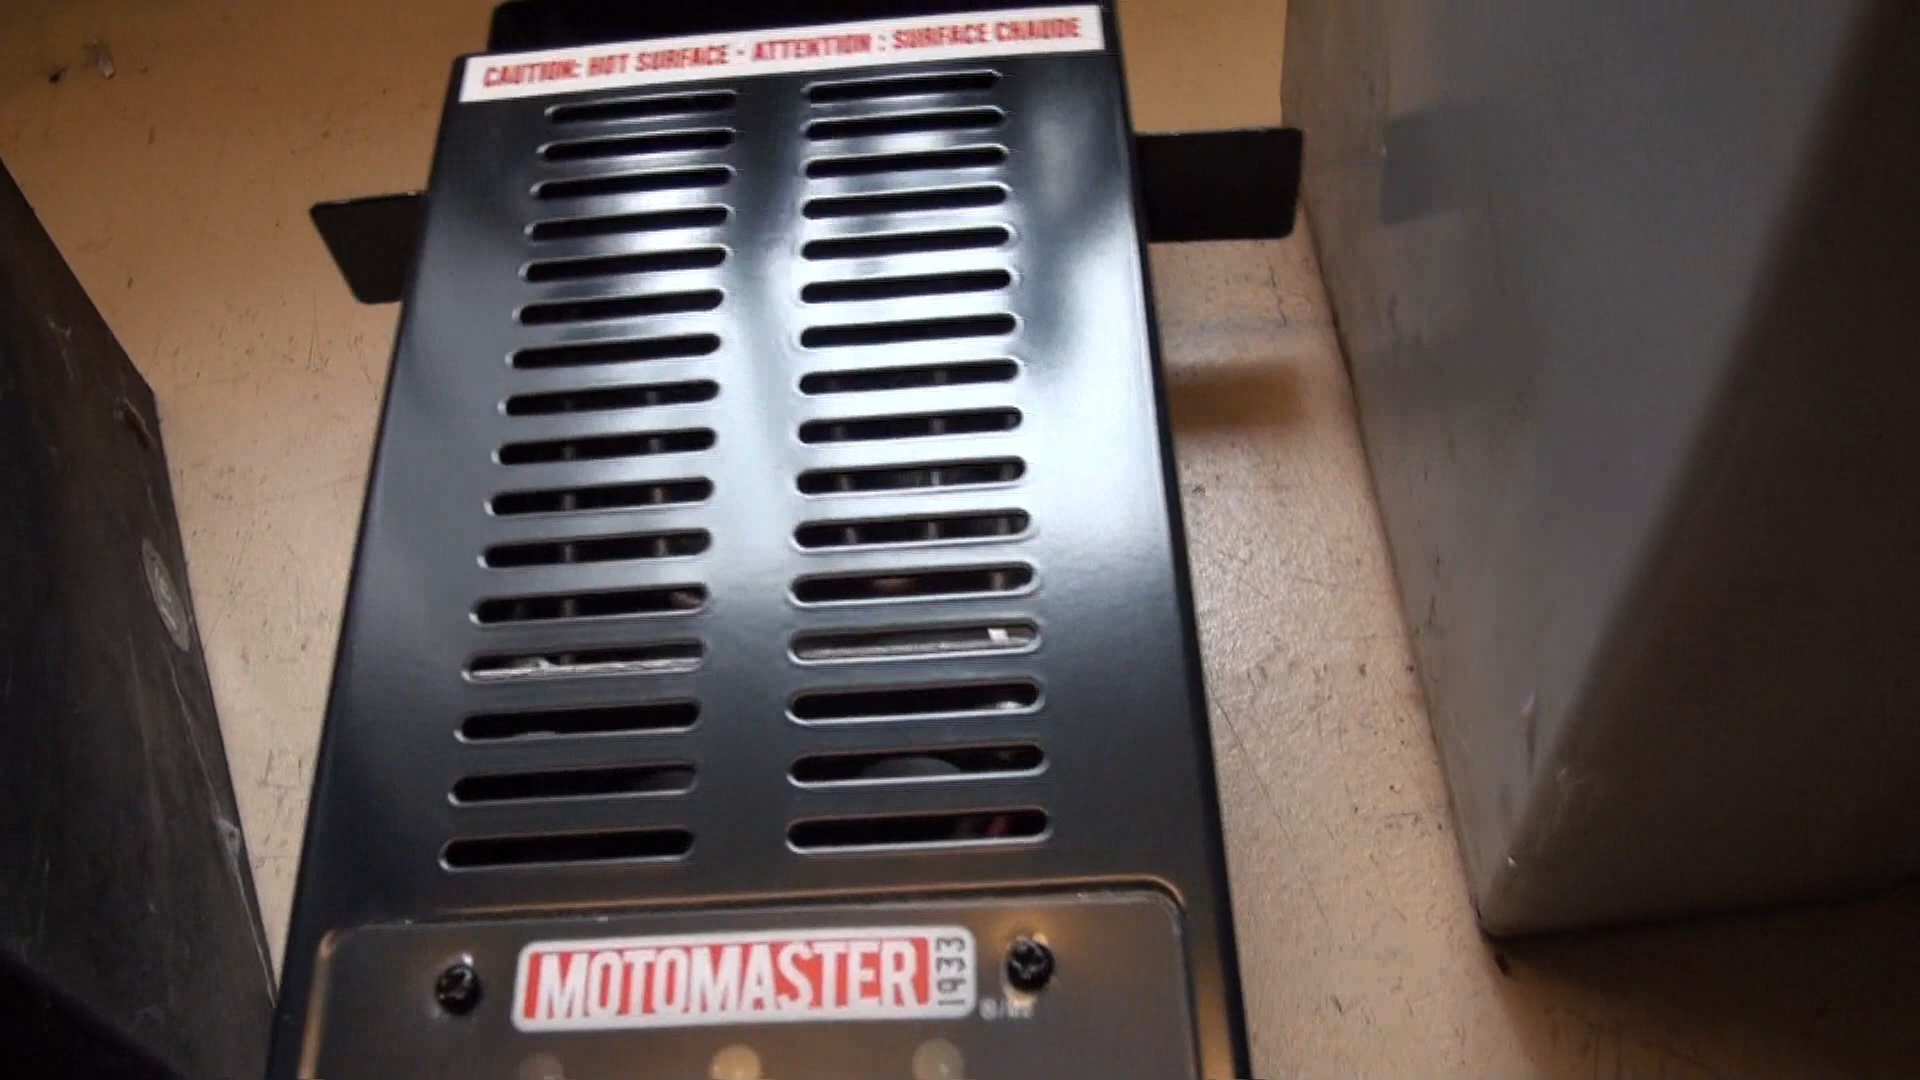 CAUTION: HOT SURFACE - ATTENTION : SURFACE CHAUDE
MOTOMASTER
1933